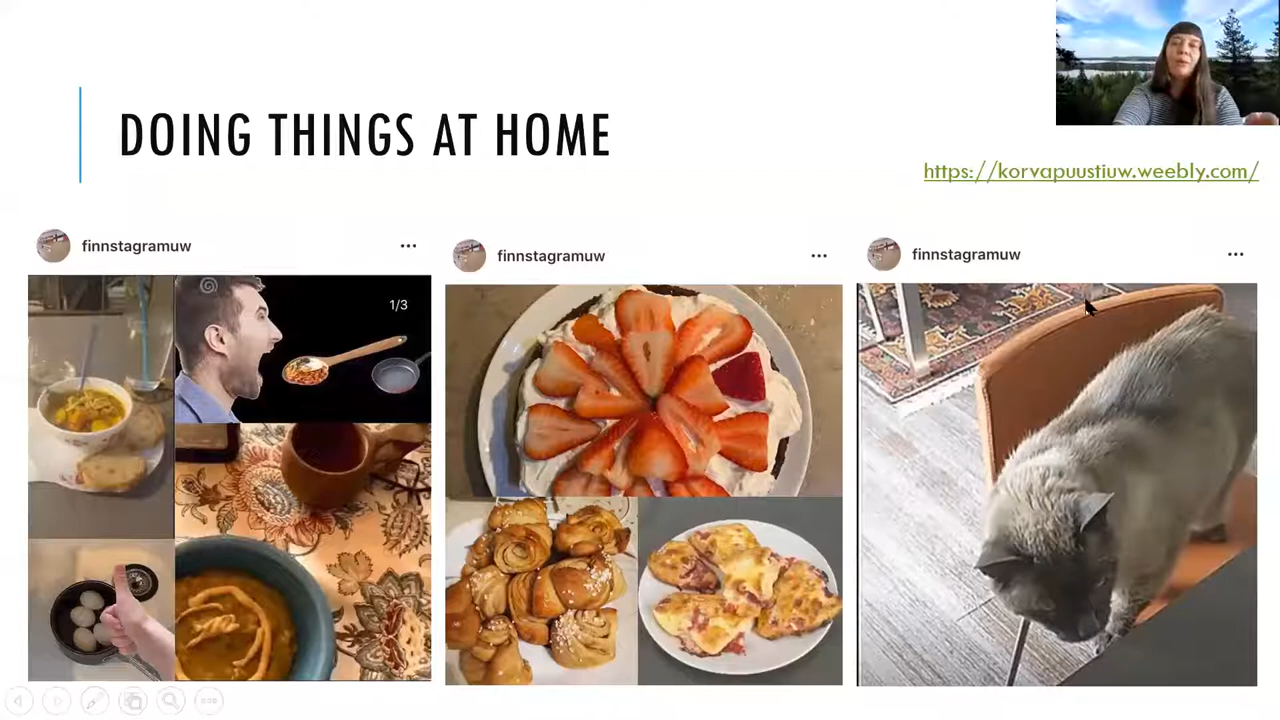 DOING THINGS AT HOME
https://korvapuustiuw.weebly.com/
finnstagramuw
1/3
finnstagramuw
finnstagramuw